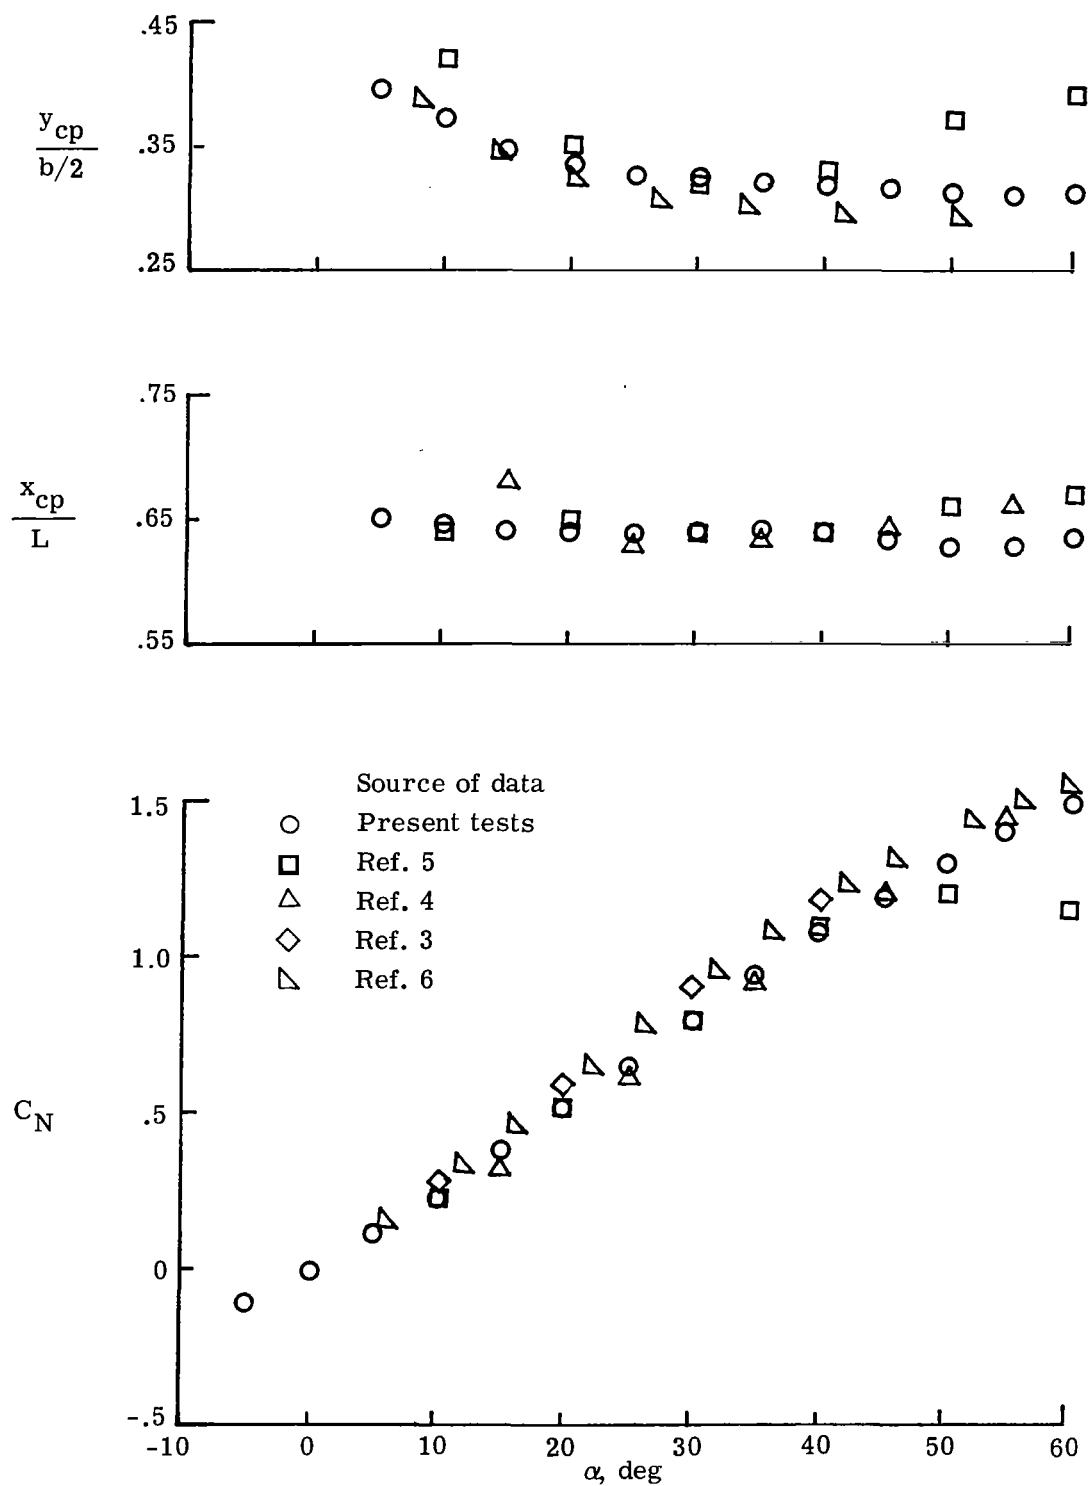 .45
y_cp
b/2
.35
.25
.75
x_cp
L
.65
.55
Source of data
1.5
Present tests
Ref. 5
Ref. 4
Ref. 3
1.0
Ref. 6
C_N
.5
0
-.5
-10 0 10 20 30 40 50 60
α, deg